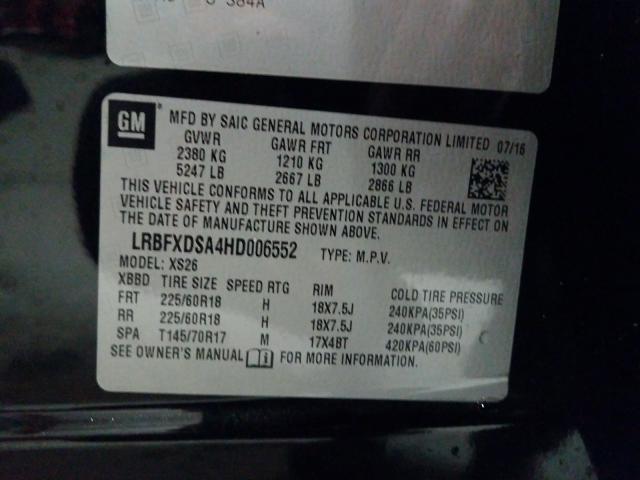 S84A
GM
MFD BY SAIC GENERAL MOTORS CORPORATION LIMITED 07/16
GVWR GAWR FRT GAWR RR
2380 KG 1210 KG 1300 KG
5247 LB 2667 LB 2866 LB
THIS VEHICLE CONFORMS TO ALL APPLICABLE U.S. FEDERAL MOTOR
VEHICLE SAFETY AND THEFT PREVENTION STANDARDS IN EFFECT ON
THE DATE OF MANUFACTURE SHOWN ABOVE.
LRBFXDSA4HD006552 TYPE: M.P.V.
MODEL: XS26
XBBD TIRE SIZE SPEED RTG RIM COLD TIRE PRESSURE
FRT 225/60R18 H 18X7.5J 240KPA(35PSI)
RR 225/60R18 H 18X7.5J 240KPA(35PSI)
SPA T145/70R17 M 17X4BT 420KPA(60PSI)
SEE OWNER'S MANUAL FOR MORE INFORMATION.